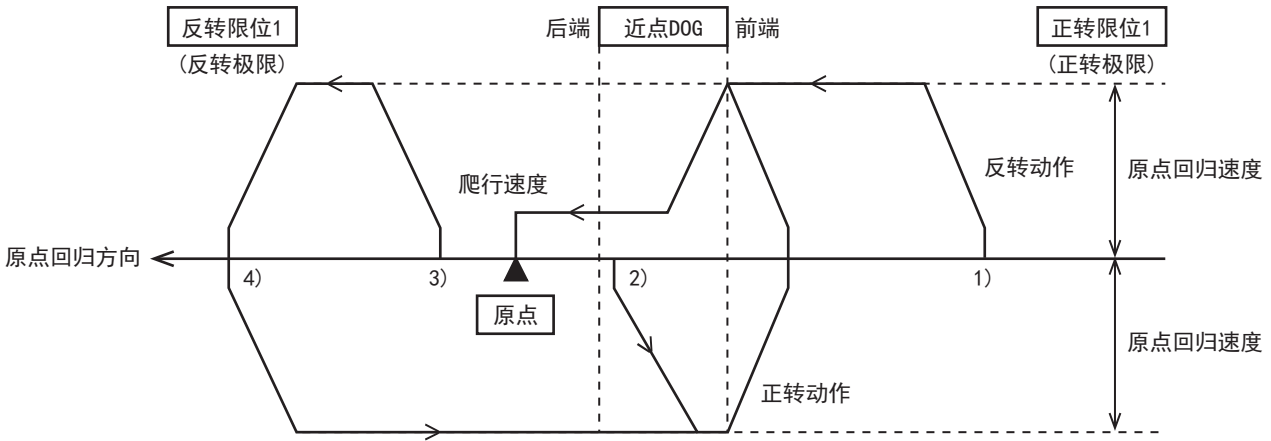 反转限位1
(反转极限)
后端
近点DOG
前端
正转限位1
(正转极限)
反转动作
原点回归速度
爬行速度
原点回归方向
4)
3)
2)
1)
原点
原点回归速度
正转动作